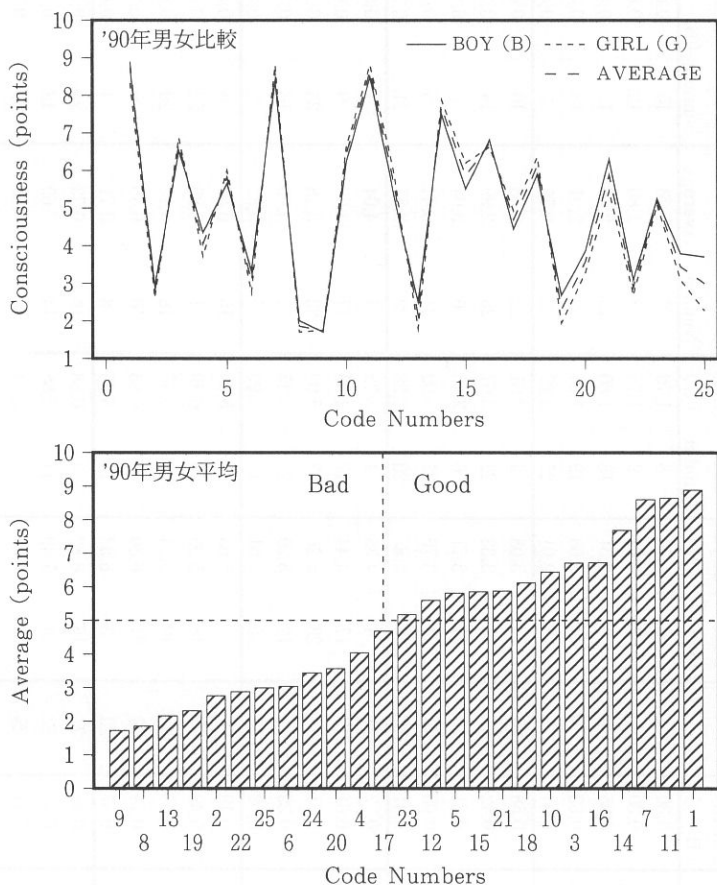 '90年男女比較
BOY (B) GIRL (G)
AVERAGE
Consciousness (points)
10
9
8
7
6
5
4
3
2
1
0 5 10 15 20 25
Code Numbers
'90年男女平均
Bad Good
Average (points)
10
9
8
7
6
5
4
3
2
1
0
9 13 2 25 24 4 23 5 21 10 16 7 1
8 19 22 6 20 17 12 15 18 3 14 11
Code Numbers